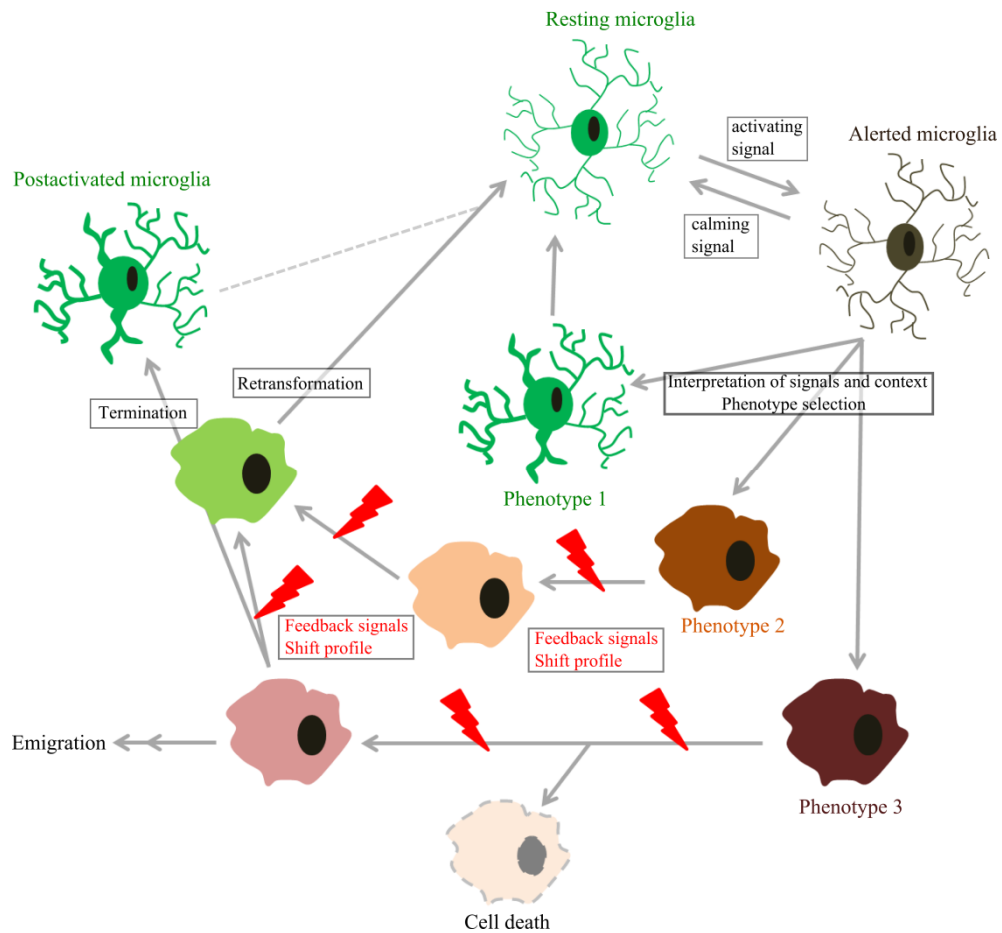 Resting microglia
activating
signal
Alerted microglia
Postactivated microglia
calming
signal
Retransformation
Interpretation of signals and context
Phenotype selection
Termination
Phenotype 1
Phenotype 2
Feedback signals
Shift profile
Feedback signals
Shift profile
Emigration
Phenotype 3
Cell death